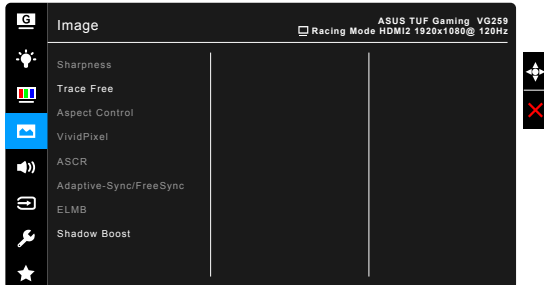 G
Image
ASUS TUF Gaming VG259
Racing Mode HDMI2 1920x1080@ 120Hz
Sharpness
Trace Free
Aspect Control
VividPixel
ASCR
Adaptive-Sync/FreeSync
ELMB
Shadow Boost